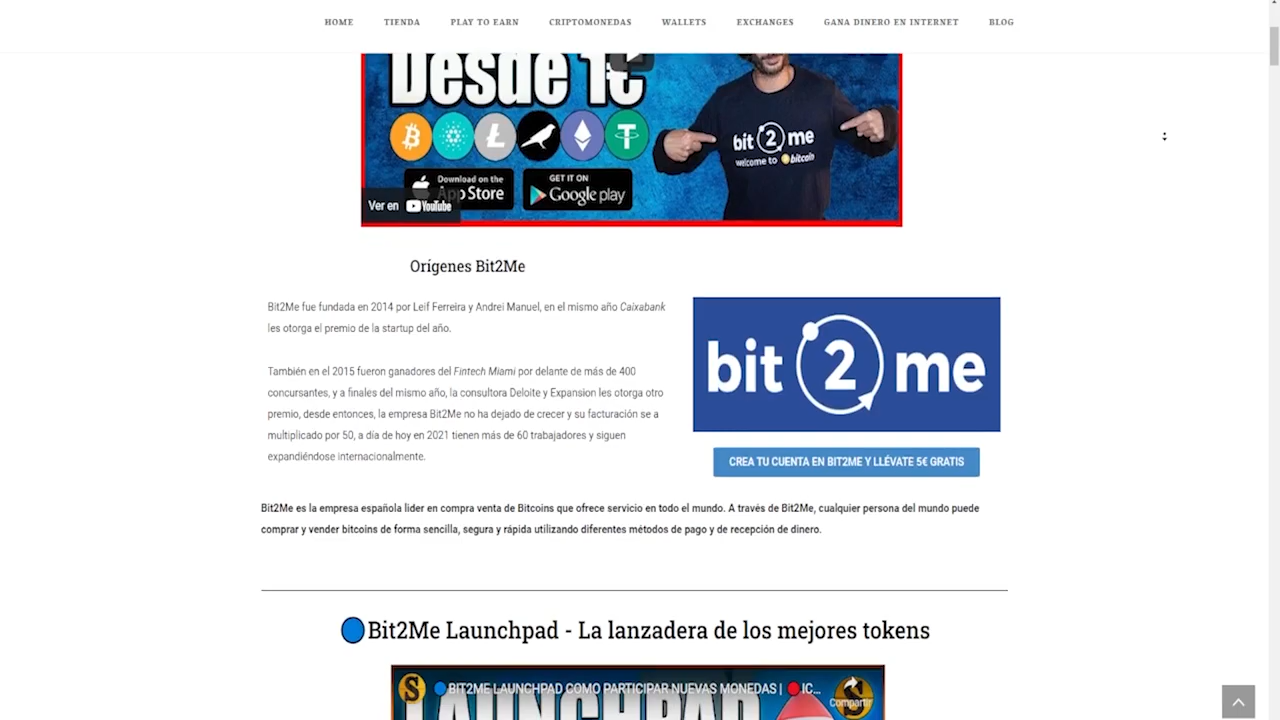 HOME TIENDA PLAY TO EARN CRIPTOMONEDAS WALLETS EXCHANGES GANA DINERO EN INTERNET BLOG
Desde 1€
bit 2 me
welcome to bitcoin
Download on the
App Store
GET IT ON
Google play
Ver en YouTube
Orígenes Bit2Me
Bit2Me fue fundada en 2014 por Leif Ferreira y Andrei Manuel, en el mismo año Caixabank
les otorga el premio de la startup del año.
También en el 2015 fueron ganadores del Fintech Miami por delante de más de 400
concursantes, y a finales del mismo año, la consultora Deloite y Expansion les otorga otro
premio, desde entonces, la empresa Bit2Me no ha dejado de crecer y su facturación se a
multiplicado por 50, a día de hoy en 2021 tienen más de 60 trabajadores y siguen
expandiéndose internacionalmente.
bit 2 me
CREA TU CUENTA EN BIT2ME Y LLÉVATE 5€ GRATIS
Bit2Me es la empresa española lider en compra venta de Bitcoins que ofrece servicio en todo el mundo. A través de Bit2Me, cualquier persona del mundo puede
comprar y vender bitcoins de forma sencilla, segura y rápida utilizando diferentes métodos de pago y de recepción de dinero.
Bit2Me Launchpad - La lanzadera de los mejores tokens
BIT2ME LAUNCHPAD COMO PARTICIPAR NUEVAS MONEDAS | IC...
Compartir
LAUNCHPAD